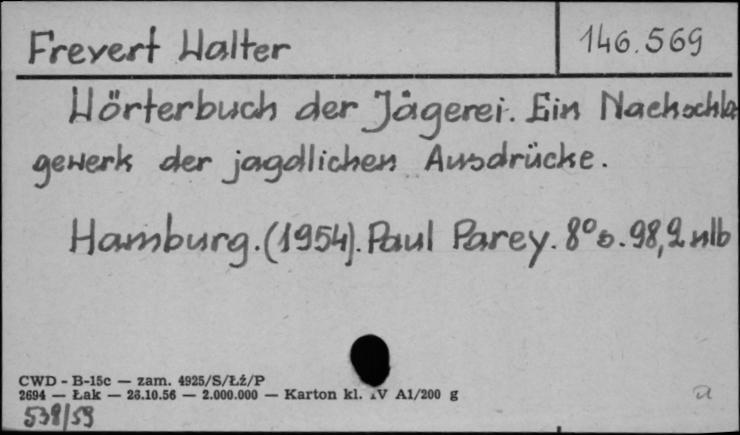 Frevert Walter
146.569
Wörterbuch der Jägerei. Ein Nachschla
gewerk der jagdlichen Ausdrücke.
Hamburg. (1954). Paul Parey. 8° s. 98, 2 nlb
CWD - B-15c — zam. 4925/S/Łż/P
2694 — Łak — 26.10.56 — 2.000.000 — Karton kl. IV A1/200 g
538/59
a